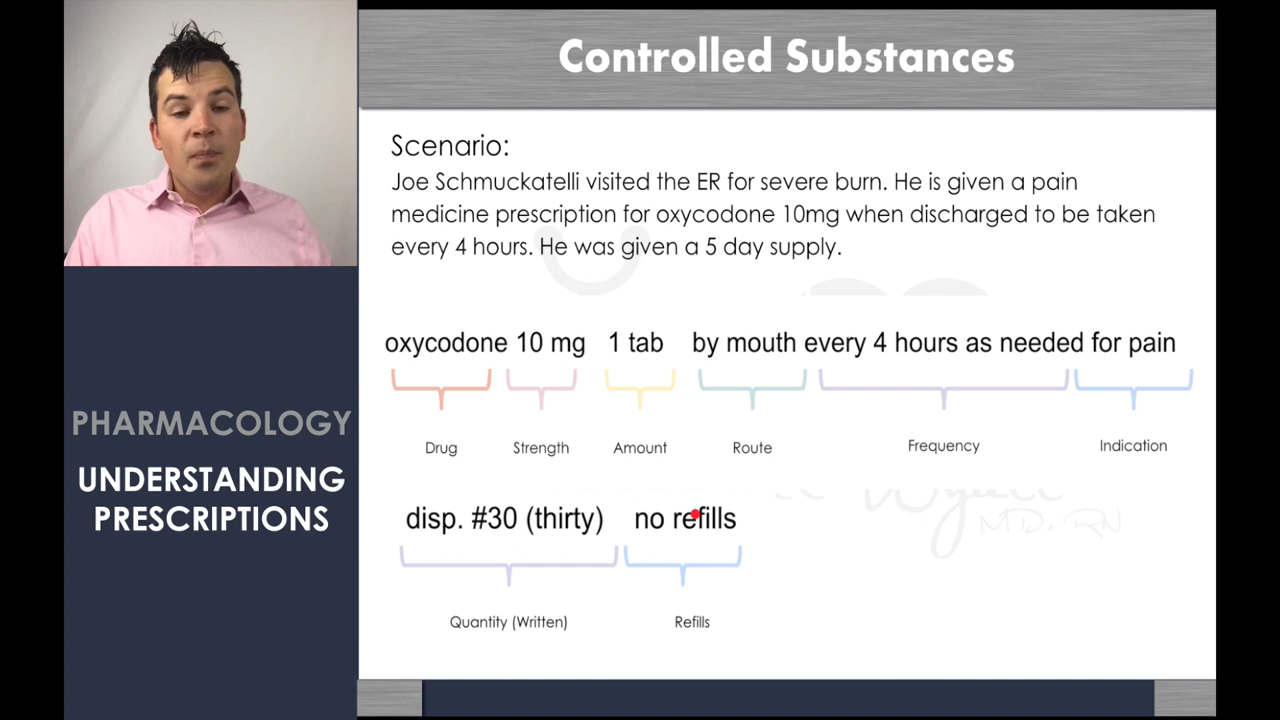 Controlled Substances
Scenario:
Joe Schmuckatelli visited the ER for severe burn. He is given a pain
medicine prescription for oxycodone 10mg when discharged to be taken
every 4 hours. He was given a 5 day supply.
oxycodone 10 mg 1 tab by mouth every 4 hours as needed for pain
Drug Strength Amount Route Frequency Indication
disp. #30 (thirty) no refills
Quantity (Written) Refills
MD, RN
PHARMACOLOGY
UNDERSTANDING
PRESCRIPTIONS